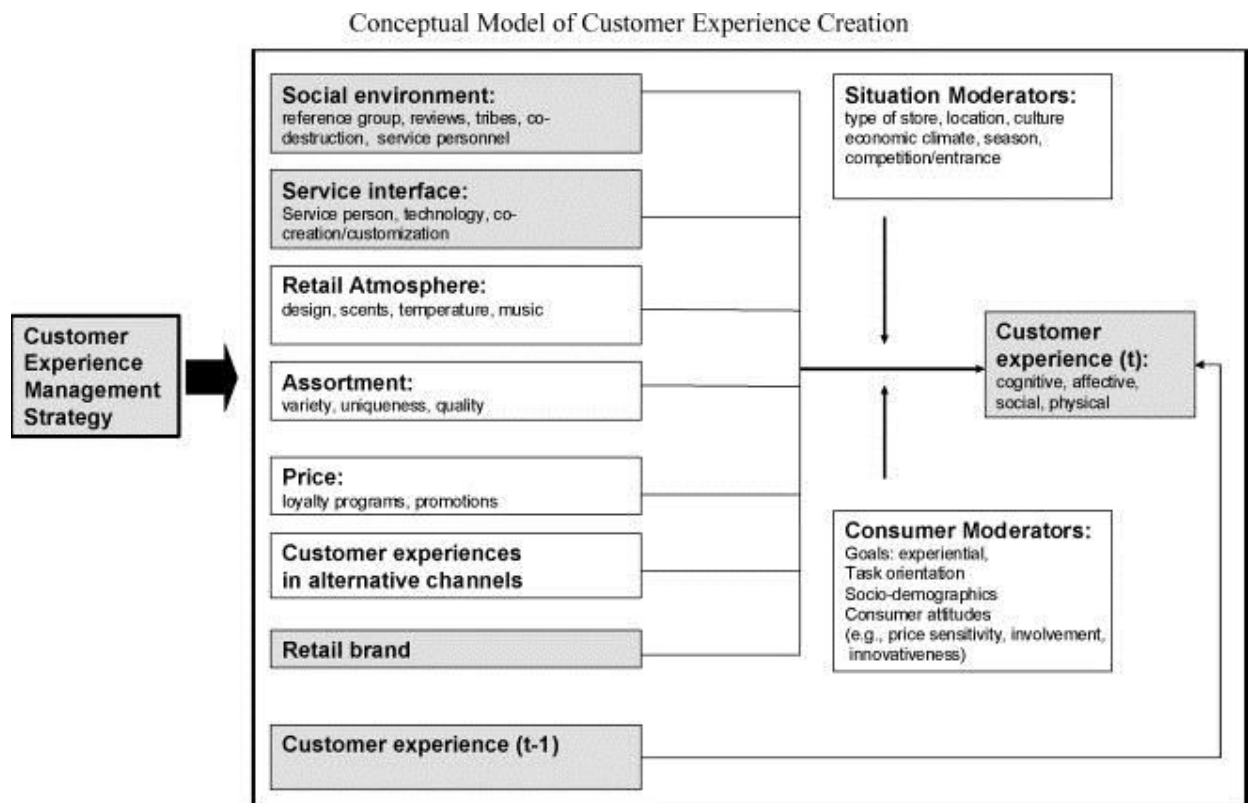 Conceptual Model of Customer Experience Creation
Customer
Experience
Management
Strategy
Social environment:
reference group, reviews, tribes, co-
destruction, service personnel
Service interface:
Service person, technology, co-
creation/customization
Retail Atmosphere:
design, scents, temperature, music
Assortment:
variety, uniqueness, quality
Price:
loyalty programs, promotions
Customer experiences
in alternative channels
Retail brand
Customer experience (t-1)
Situation Moderators:
type of store, location, culture
economic climate, season,
competition/entrance
Consumer Moderators:
Goals: experiential,
Task orientation
Socio-demographics
Consumer attitudes
(e.g., price sensitivity, involvement,
innovativeness)
Customer
experience (t):
cognitive, affective,
social, physical